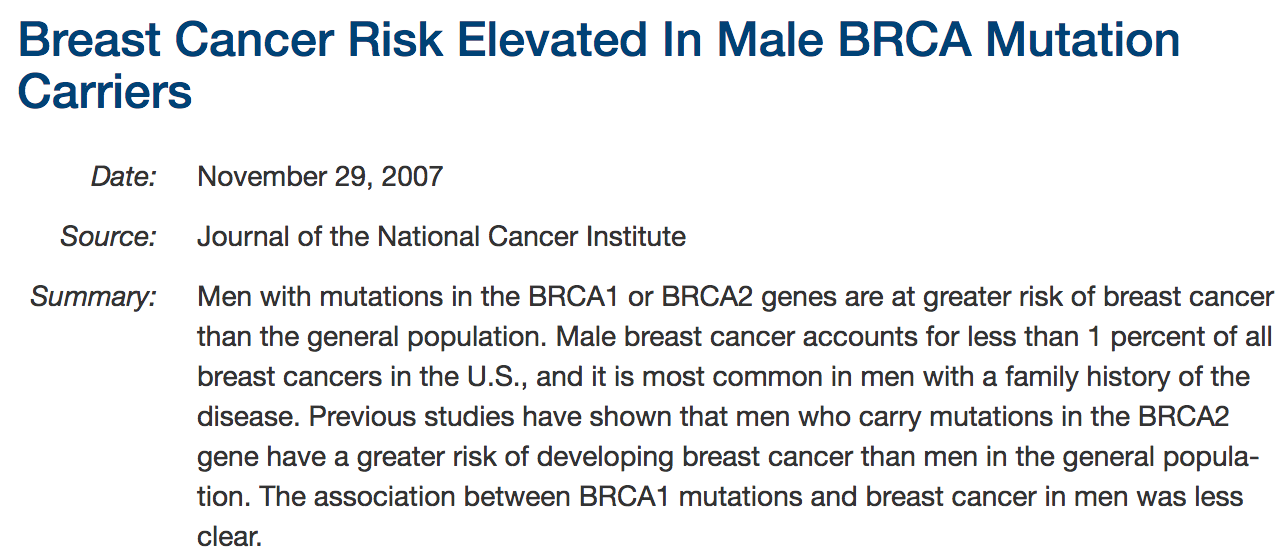 Breast Cancer Risk Elevated In Male BRCA Mutation
Carriers
Date: November 29, 2007
Source: Journal of the National Cancer Institute
Summary: Men with mutations in the BRCA1 or BRCA2 genes are at greater risk of breast cancer
than the general population. Male breast cancer accounts for less than 1 percent of all
breast cancers in the U.S., and it is most common in men with a family history of the
disease. Previous studies have shown that men who carry mutations in the BRCA2
gene have a greater risk of developing breast cancer than men in the general popula-
tion. The association between BRCA1 mutations and breast cancer in men was less
clear.